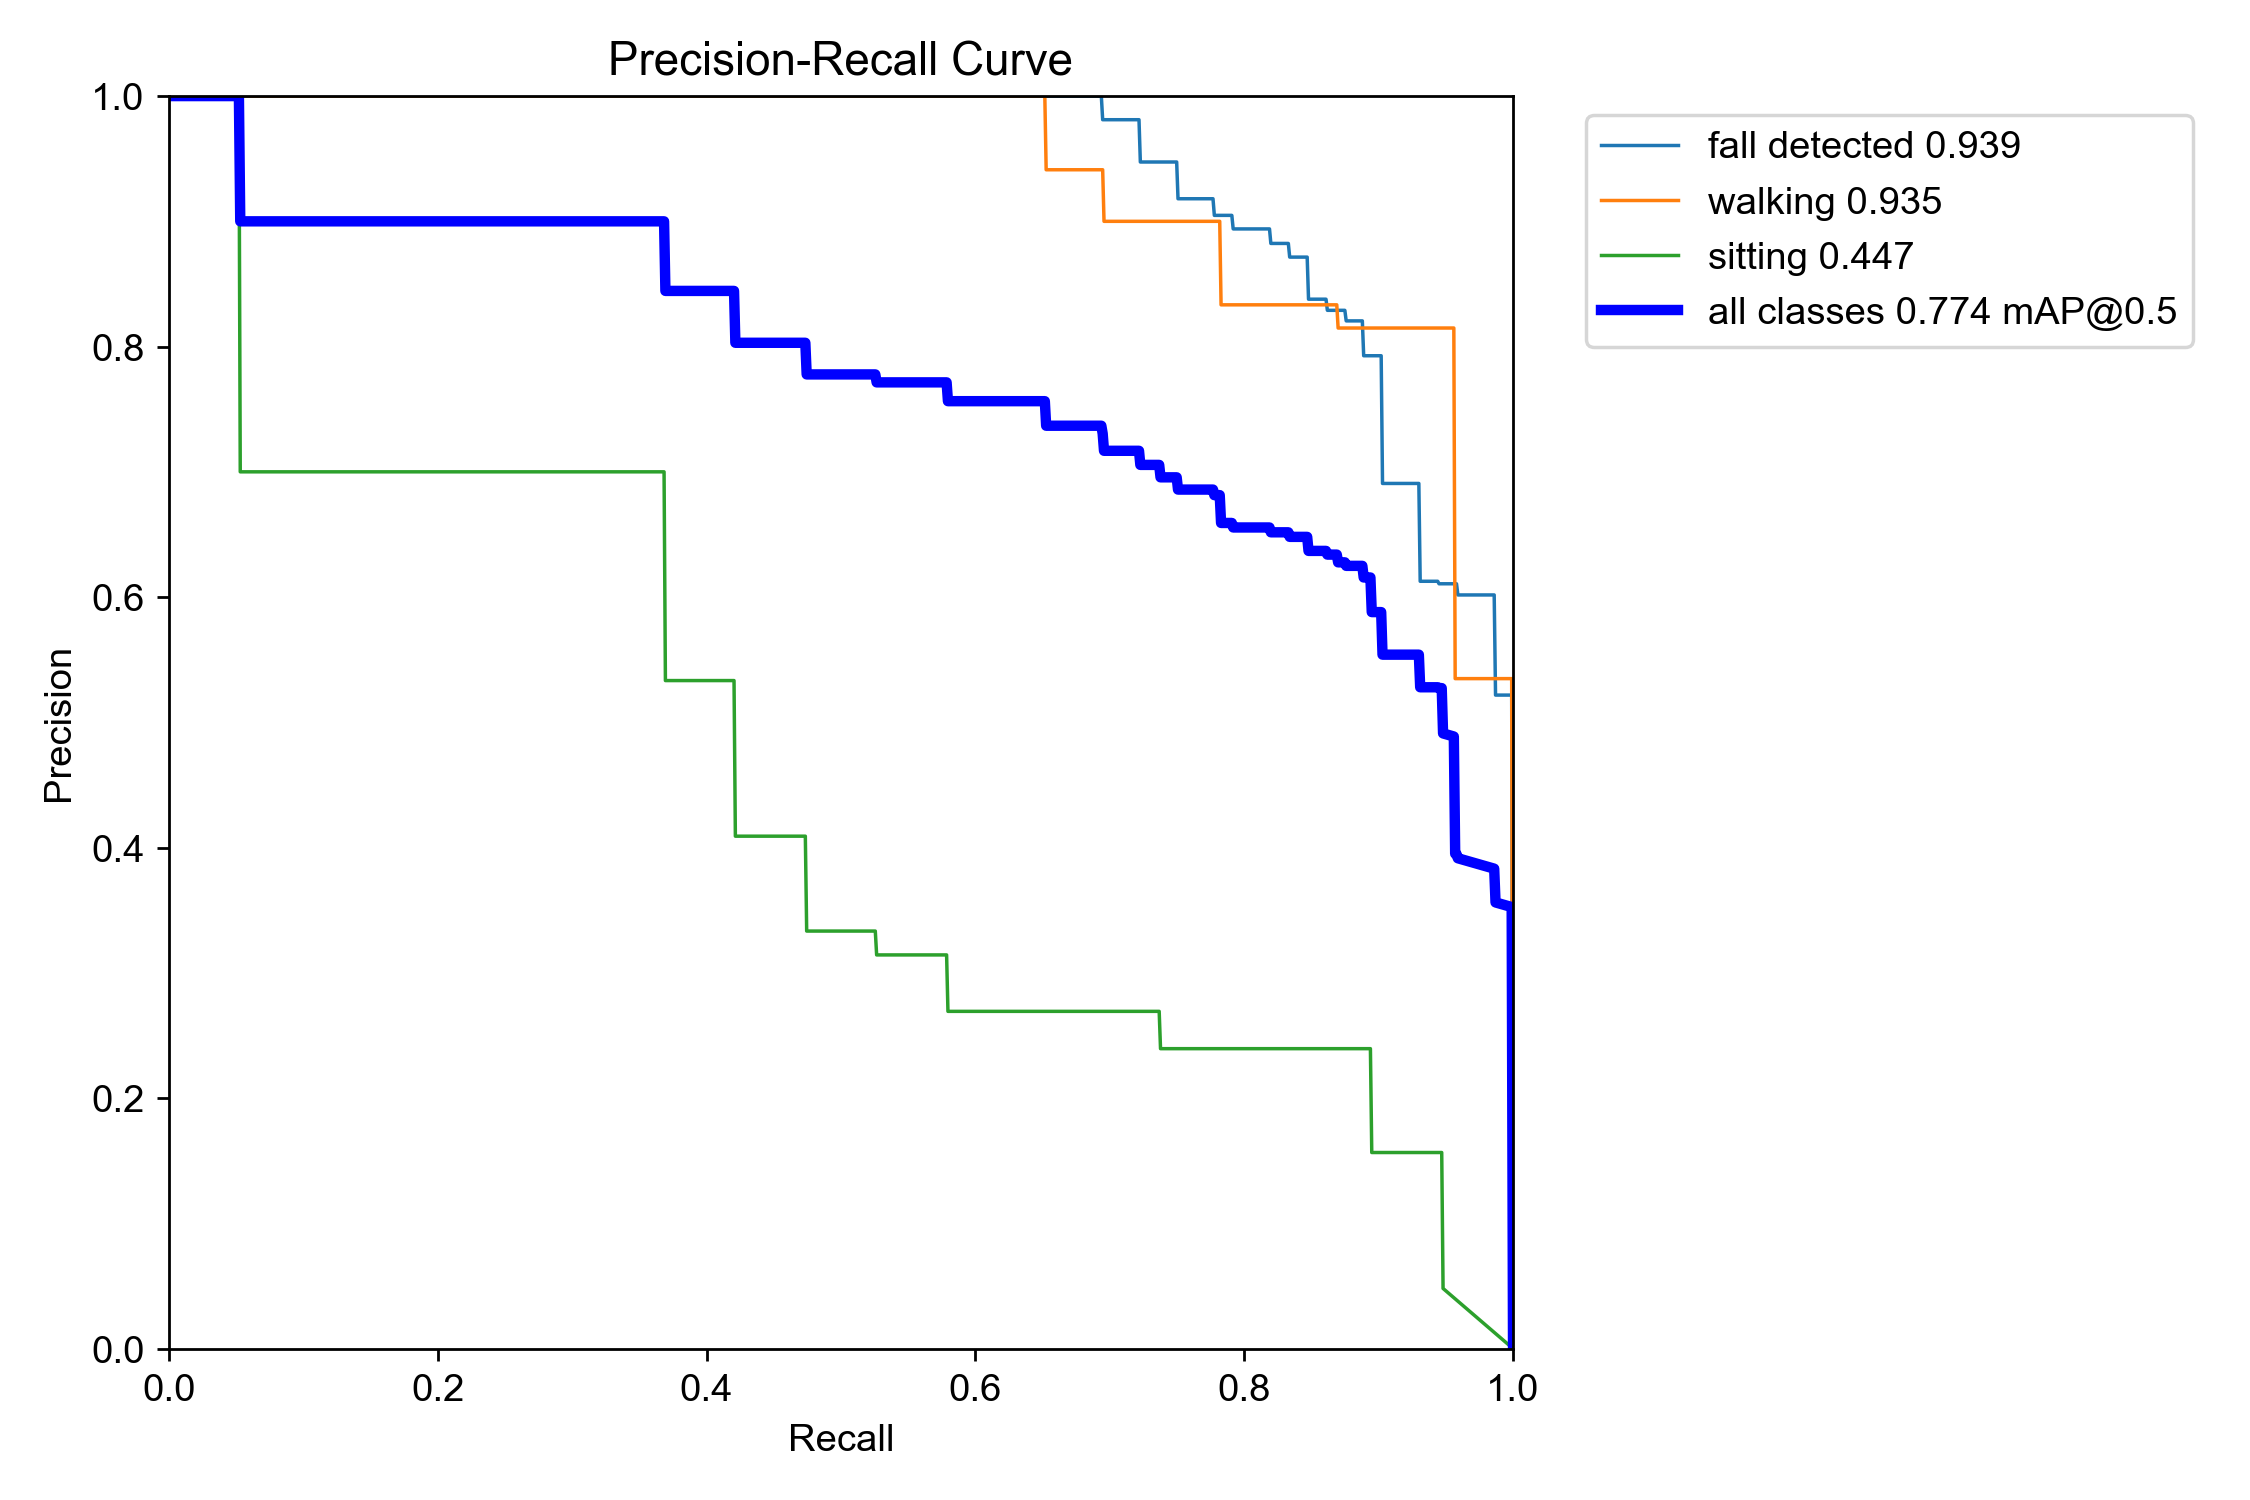 Precision-Recall Curve
1.0
0.8
0.6
0.4
0.2
0.0
Precision
0.0 0.2 0.4 0.6 0.8 1.0
Recall
fall detected 0.939
walking 0.935
sitting 0.447
all classes 0.774 mAP@0.5